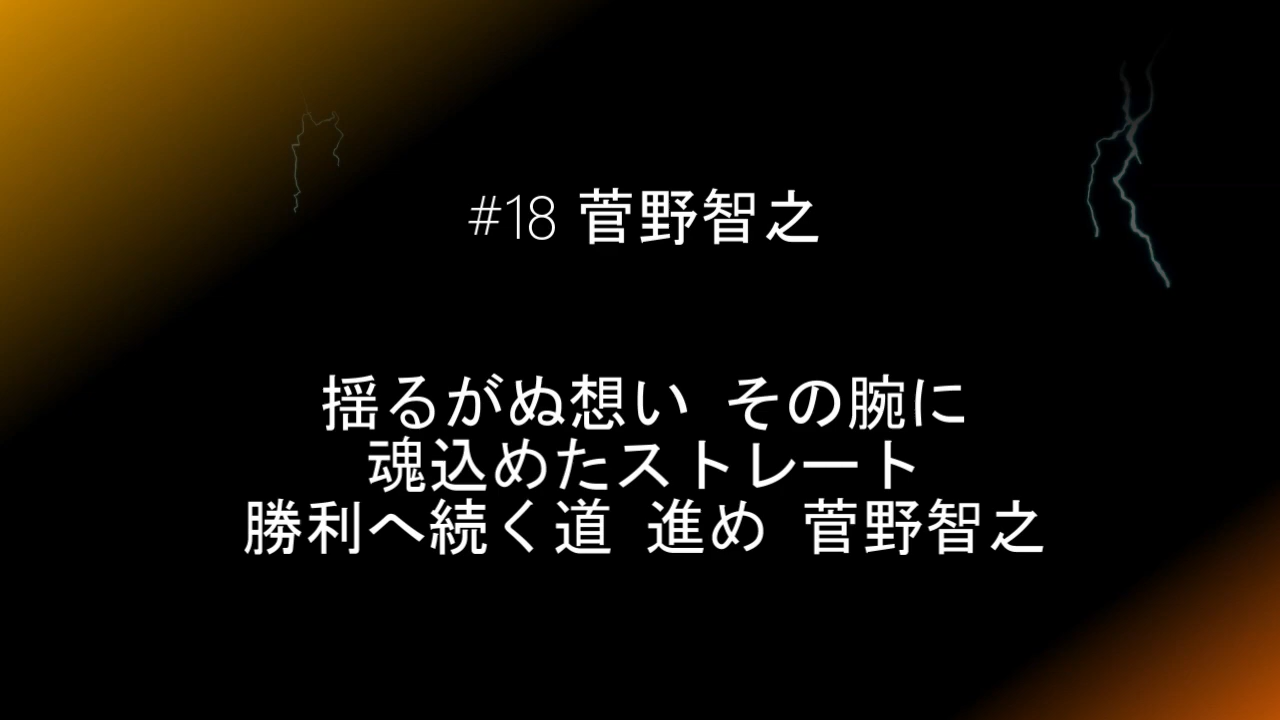 #18 菅野智之
揺るがぬ想い その腕に
魂込めたストレート
勝利へ続く道 進め 菅野智之